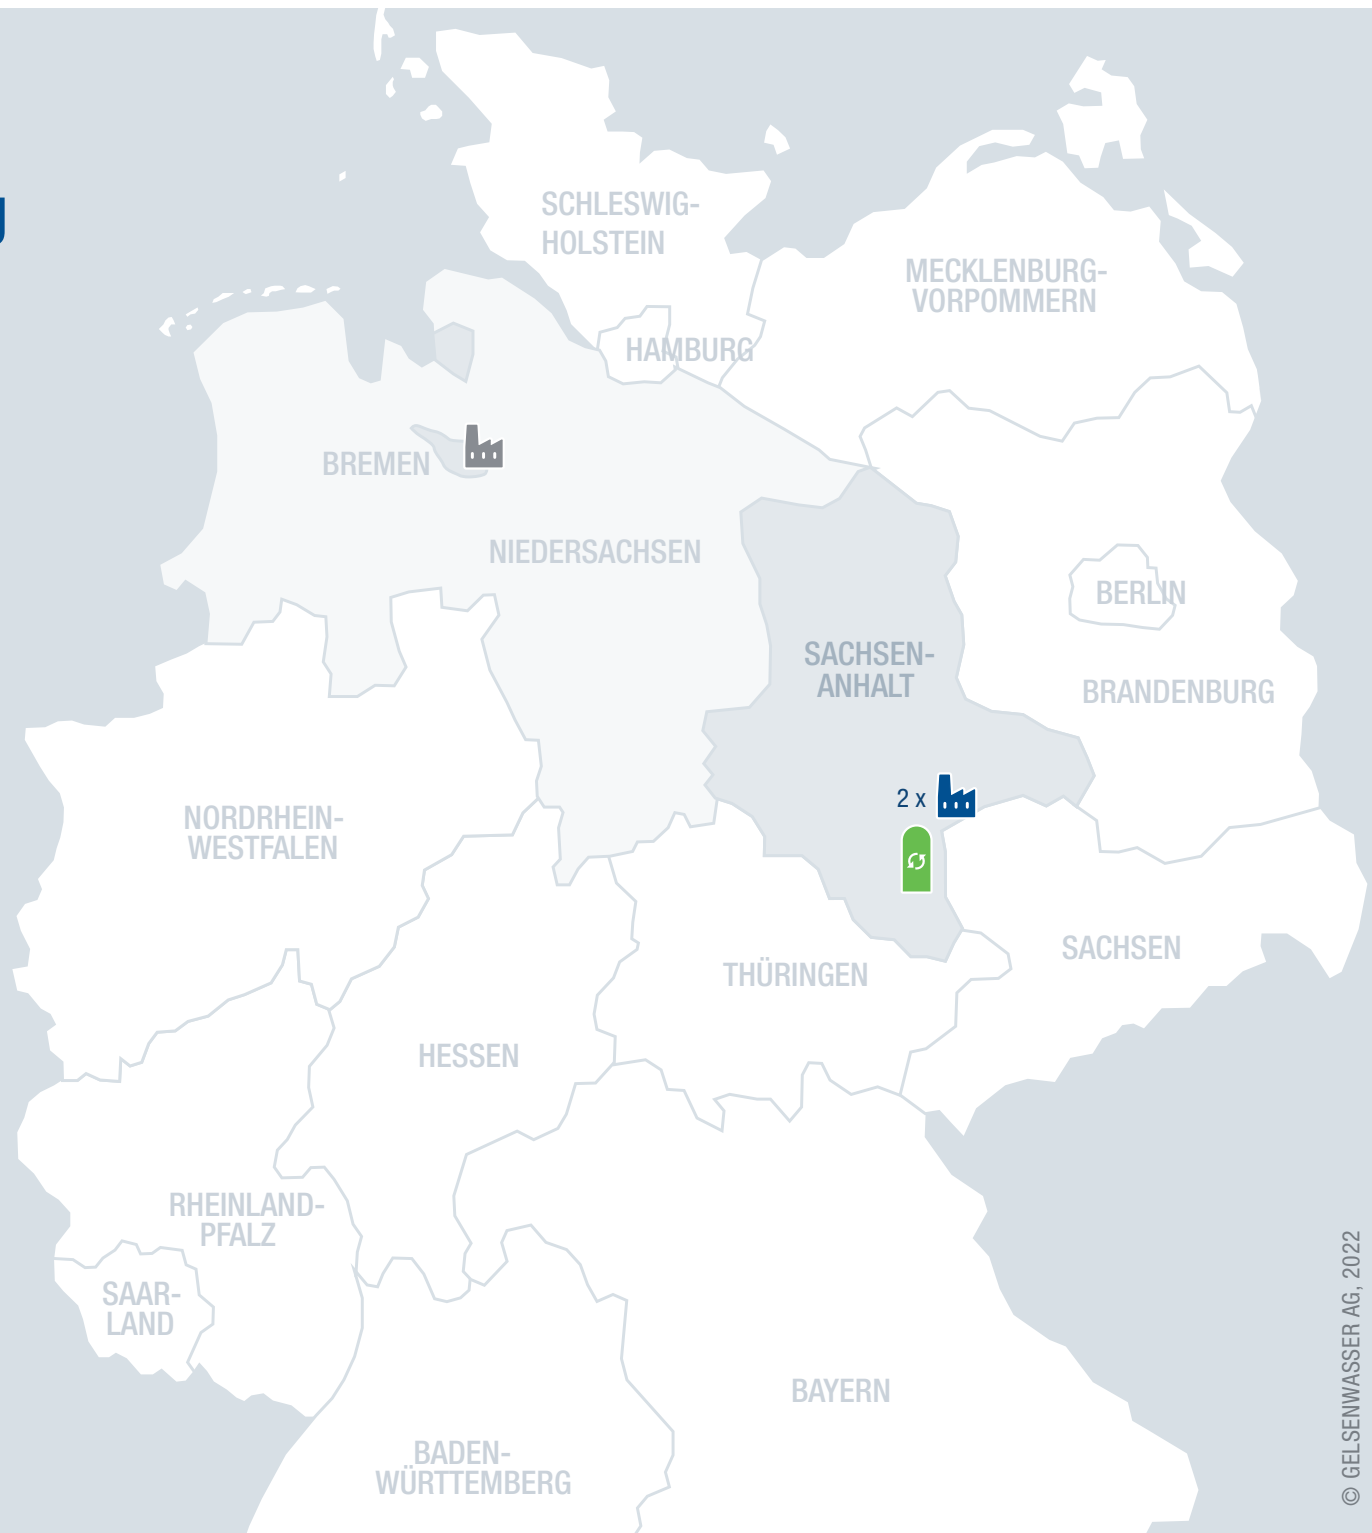 SCHLESWIG-
HOLSTEIN
MECKLENBURG-
VORPOMMERN
HAMBURG
BREMEN
NIEDERSACHSEN
BERLIN
SACHSEN-
ANHALT
BRANDENBURG
2 x
NORDRHEIN-
WESTFALEN
SACHSEN
THÜRINGEN
HESSEN
RHEINLAND-
PFALZ
SAAR-
LAND
BAYERN
BADEN-
WÜRTTEMBERG
© GELSENWASSER AG, 2022